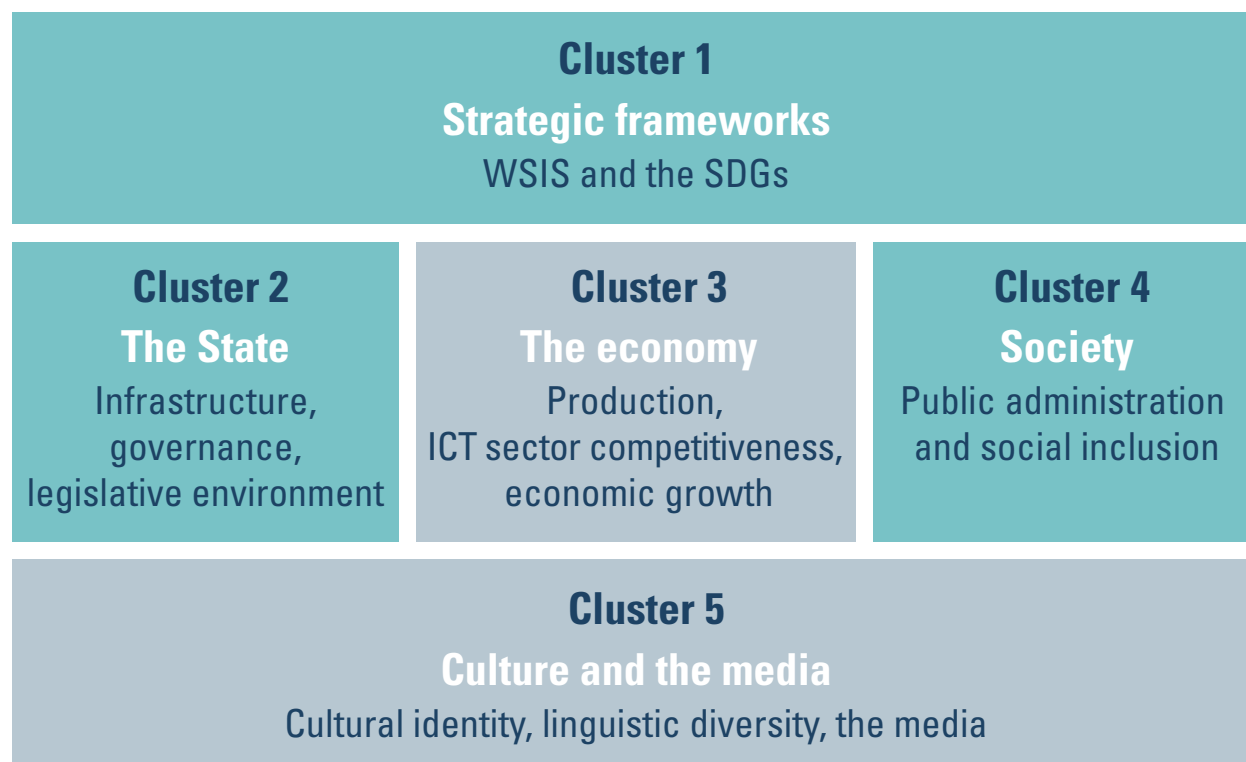 Cluster 1
Strategic frameworks
WSIS and the SDGs
Cluster 2
The State
Infrastructure,
governance,
legislative environment
Cluster 3
The economy
Production,
ICT sector competitiveness,
economic growth
Cluster 4
Society
Public administration
and social inclusion
Cluster 5
Culture and the media
Cultural identity, linguistic diversity, the media